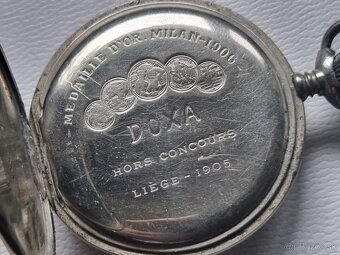 MEDAILLE D'OR MILAN-1906
DOXA
HORS CONCOURS
LIEGE - 1905